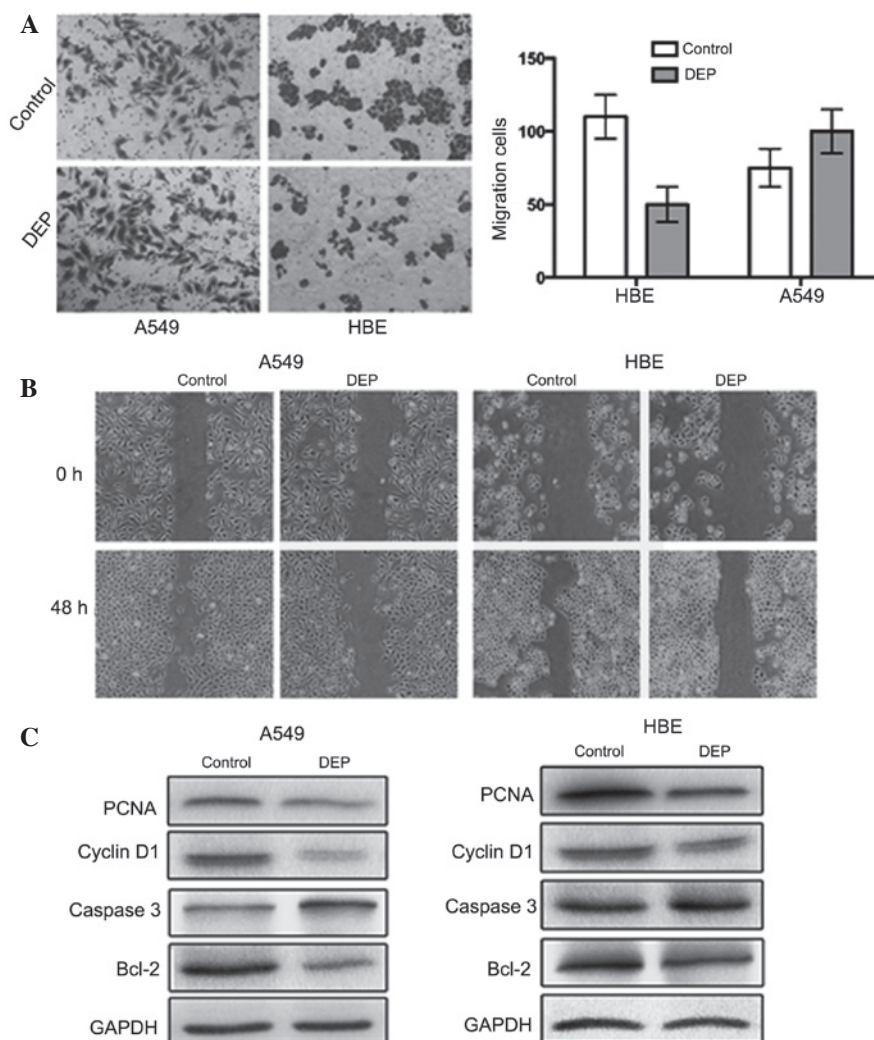 A
Control
DEP
A549
HBE
Migration cells
150
100
50
0
Control
DEP
HBE
A549
B
A549
HBE
Control
DEP
Control
DEP
0 h
48 h
C
A549
HBE
Control
DEP
Control
DEP
PCNA
Cyclin D1
Caspase 3
Bcl-2
GAPDH
PCNA
Cyclin D1
Caspase 3
Bcl-2
GAPDH